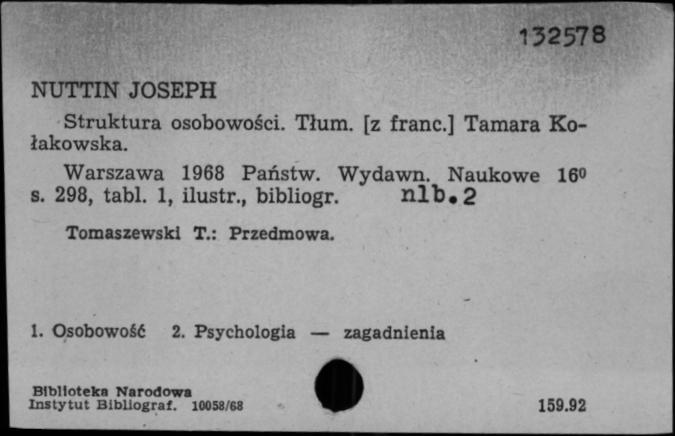 132578
NUTTIN JOSEPH
Struktura osobowości. Tłum. [z franc.] Tamara Ko-
łakowska.
Warszawa 1968 Państw. Wydawn. Naukowe 16⁰
s. 298, tabl. 1, ilustr., bibliogr. nlb.2
Tomaszewski T.: Przedmowa.
1. Osobowość 2. Psychologia — zagadnienia
Biblioteka Narodowa
Instytut Bibliograf. 10058/68
159.92